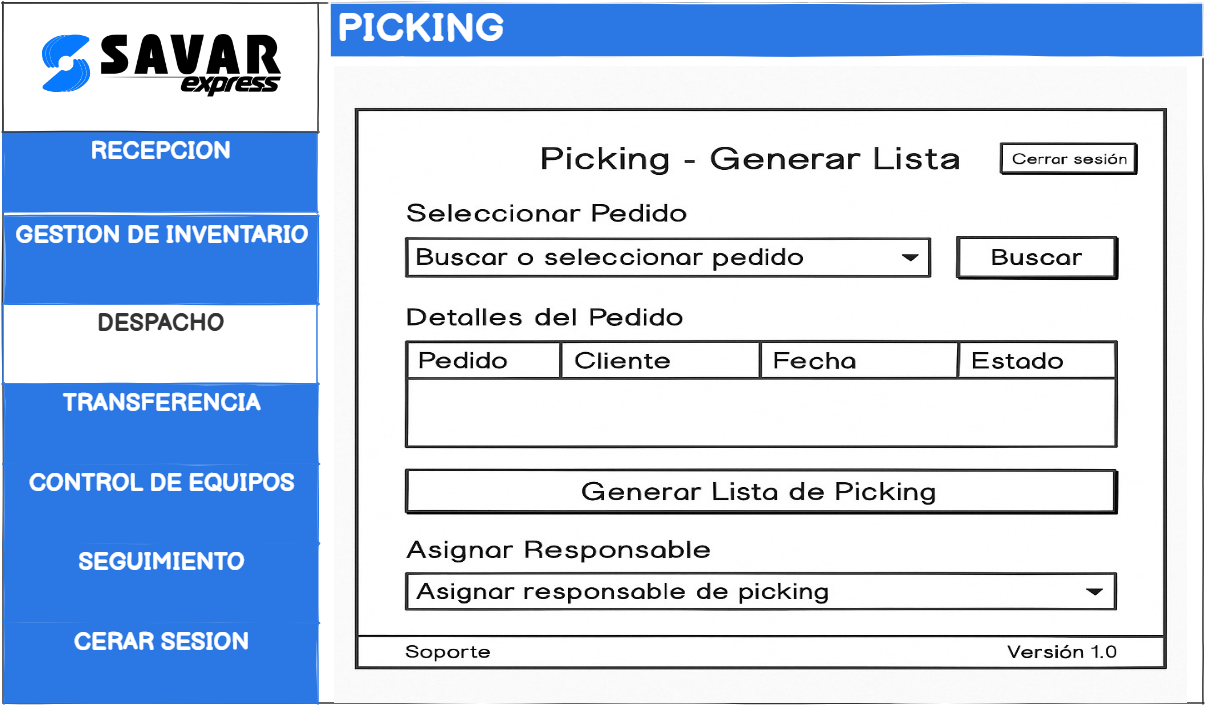 SAVAR
express
RECEPCION
GESTION DE INVENTARIO
DESPACHO
TRANSFERENCIA
CONTROL DE EQUIPOS
SEGUIMIENTO
CERAR SESION
PICKING
Picking - Generar Lista
Cerrar sesión
Seleccionar Pedido
Buscar o seleccionar pedido
Buscar
Detalles del Pedido
Pedido Cliente Fecha Estado
Generar Lista de Picking
Asignar Responsable
Asignar responsable de picking
Soporte Versión 1.0